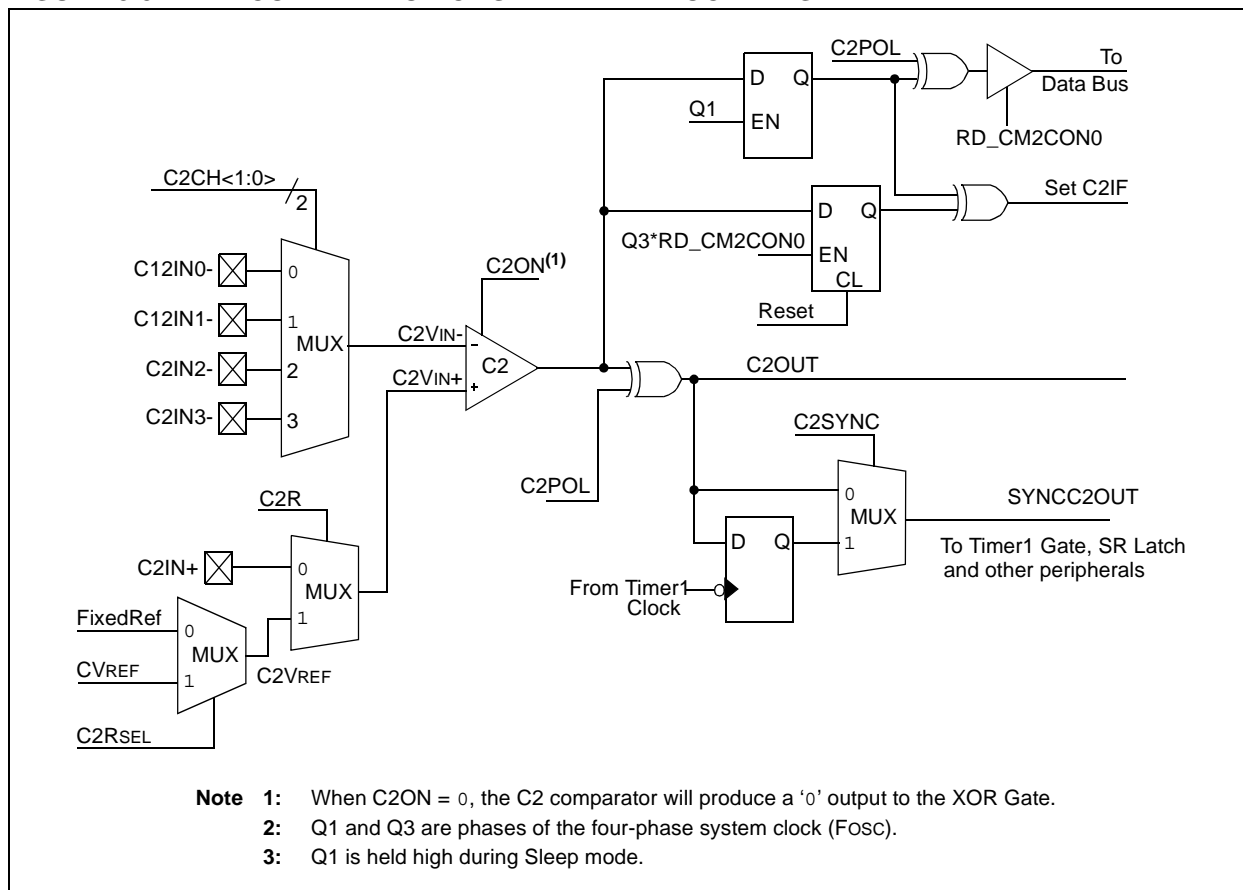 C2POL
To
Data Bus
D Q
Q1
EN
RD_CM2CON0
C2CH<1:0>
2
Set C2IF
D Q
Q3*RD_CM2CON0
EN
CL
Reset
C12IN0-
0
C2ON(1)
C12IN1-
1
MUX
C2VIN-
C2IN2-
2
C2
C2OUT
C2VIN+
C2IN3-
3
C2SYNC
C2POL
C2R
0
SYNCC2OUT
MUX
D Q
1
To Timer1 Gate, SR Latch
and other peripherals
C2IN+
0
MUX
From Timer1
Clock
FixedRef
0
1
MUX
CVREF
1
C2VREF
C2RSEL
Note 1: When C2ON = 0, the C2 comparator will produce a ‘0’ output to the XOR Gate.
2: Q1 and Q3 are phases of the four-phase system clock (FOSC).
3: Q1 is held high during Sleep mode.